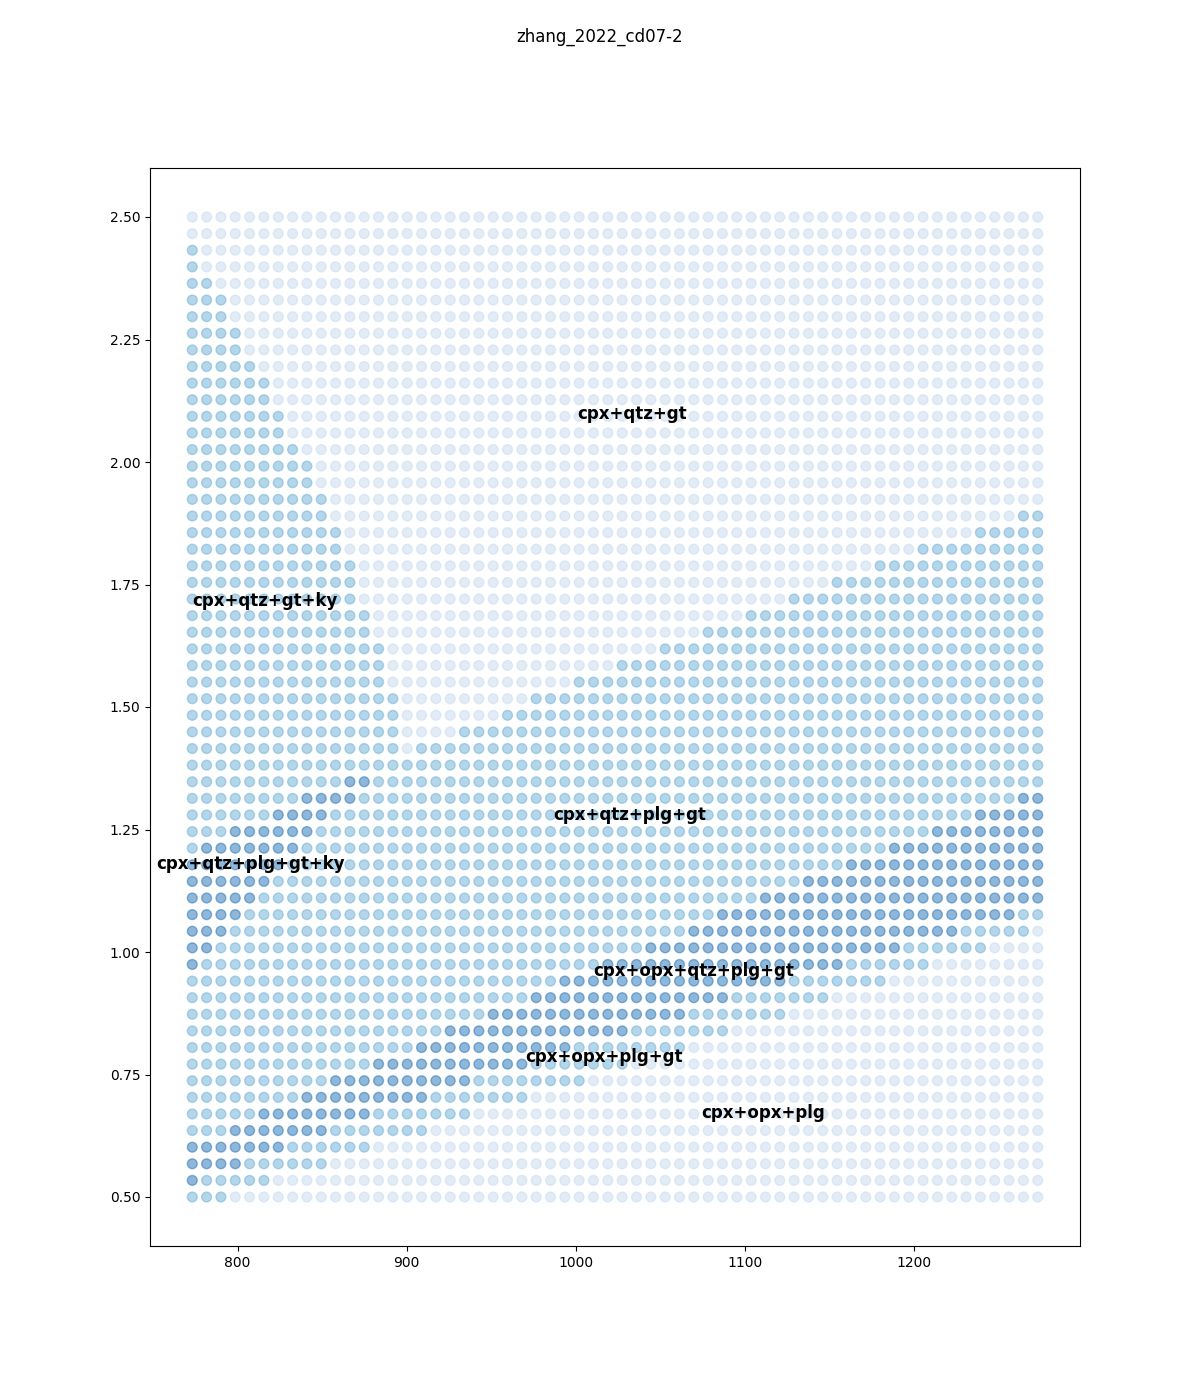 zhang_2022_cd07-2
2.50
2.25
cpx+qtz+gt
2.00
1.75
cpx+qtz+gt+ky
1.50
cpx+qtz+plg+gt
1.25
cpx+qtz+plg+gt+ky
1.00
cpx+opx+qtz+plg+gt
cpx+opx+plg+gt
0.75
cpx+opx+plg
0.50
800 900 1000 1100 1200